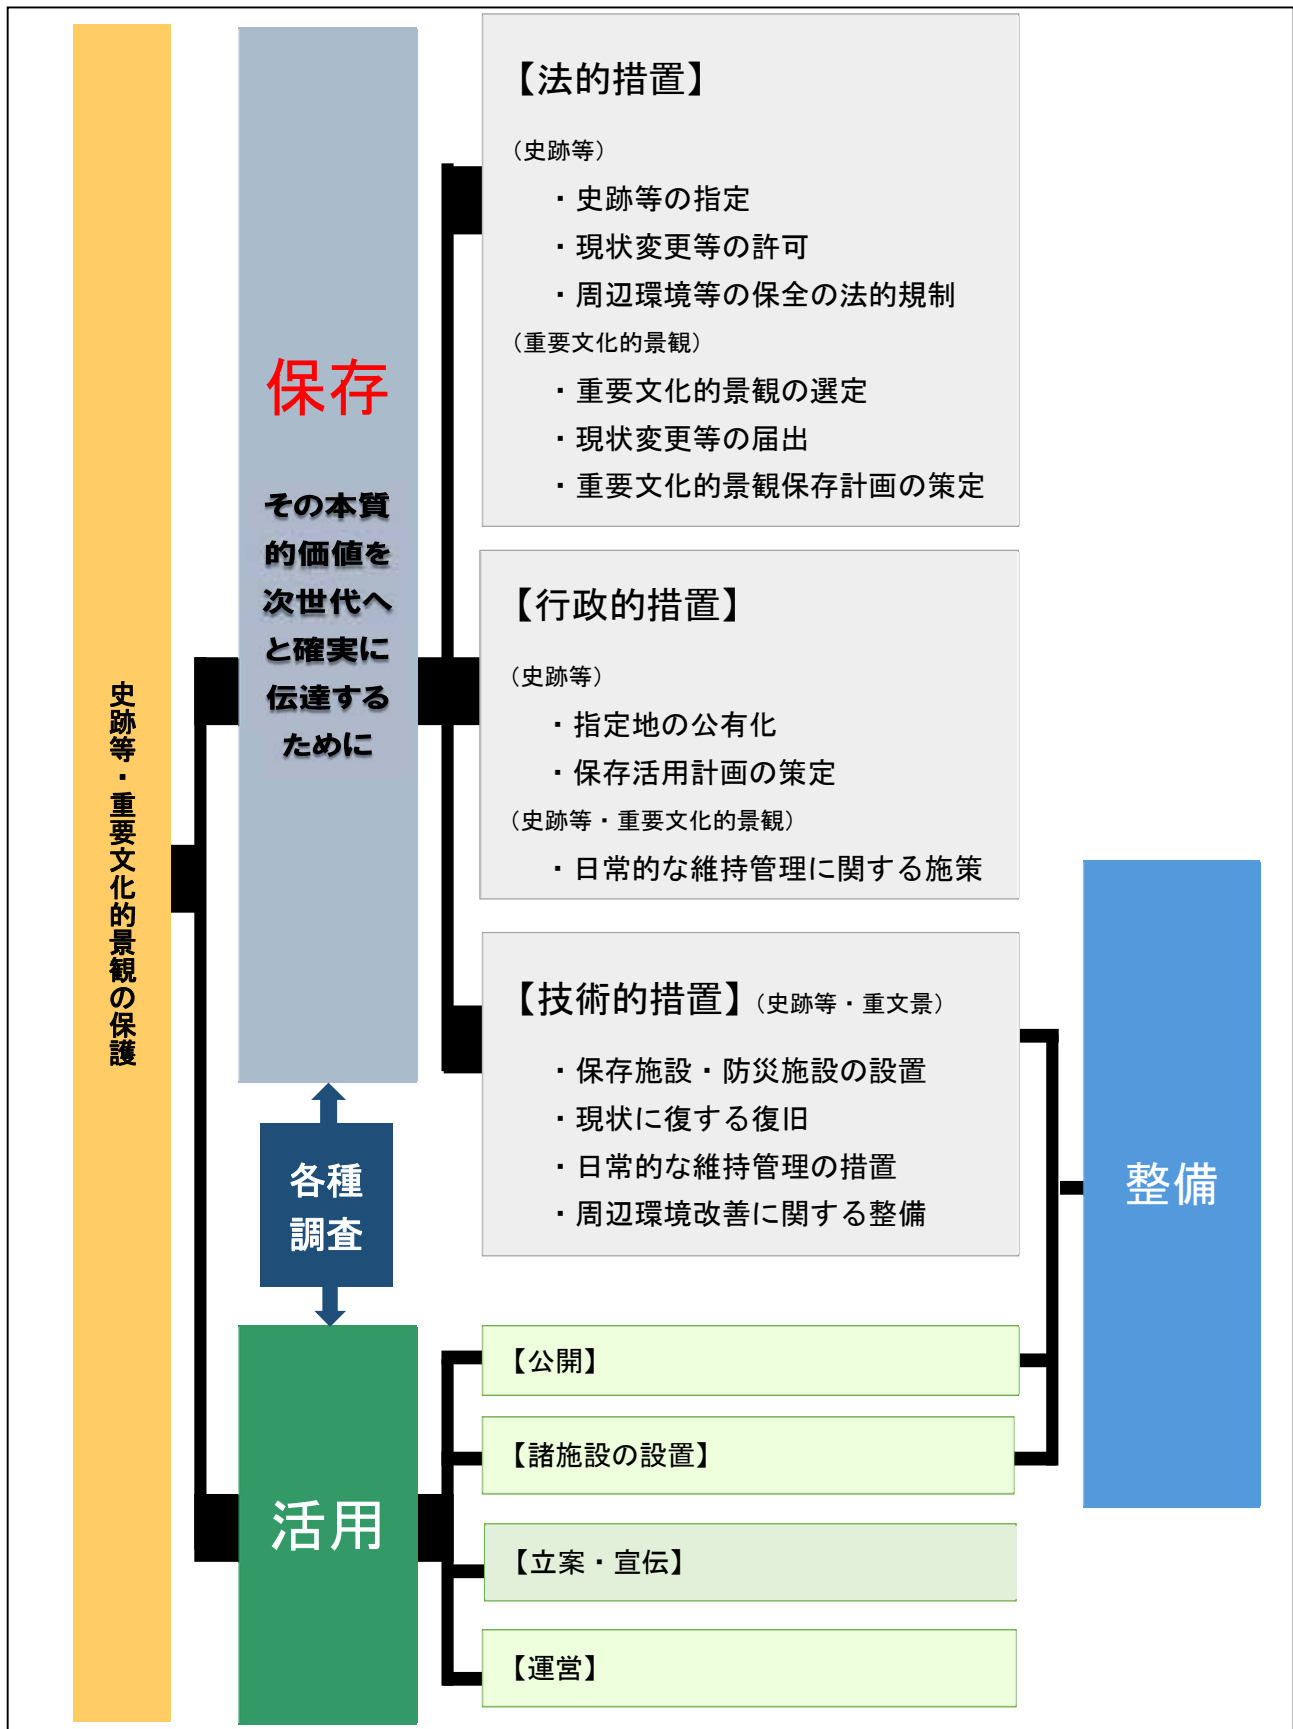 史跡等・重要文化的景観の保護
保存
その本質
的価値を
次世代へ
と確実に
伝達する
ために
【法的措置】
（史跡等）
・史跡等の指定
・現状変更等の許可
・周辺環境等の保全の法的規制
（重要文化的景観）
・重要文化的景観の選定
・現状変更等の届出
・重要文化的景観保存計画の策定
【行政的措置】
（史跡等）
・指定地の公有化
・保存活用計画の策定
（史跡等・重要文化的景観）
・日常的な維持管理に関する施策
【技術的措置】（史跡等・重文景）
・保存施設・防災施設の設置
・現状に復する復旧
・日常的な維持管理の措置
・周辺環境改善に関する整備
各種
調査
活用
【公開】
【諸施設の設置】
【立案・宣伝】
【運営】
整備